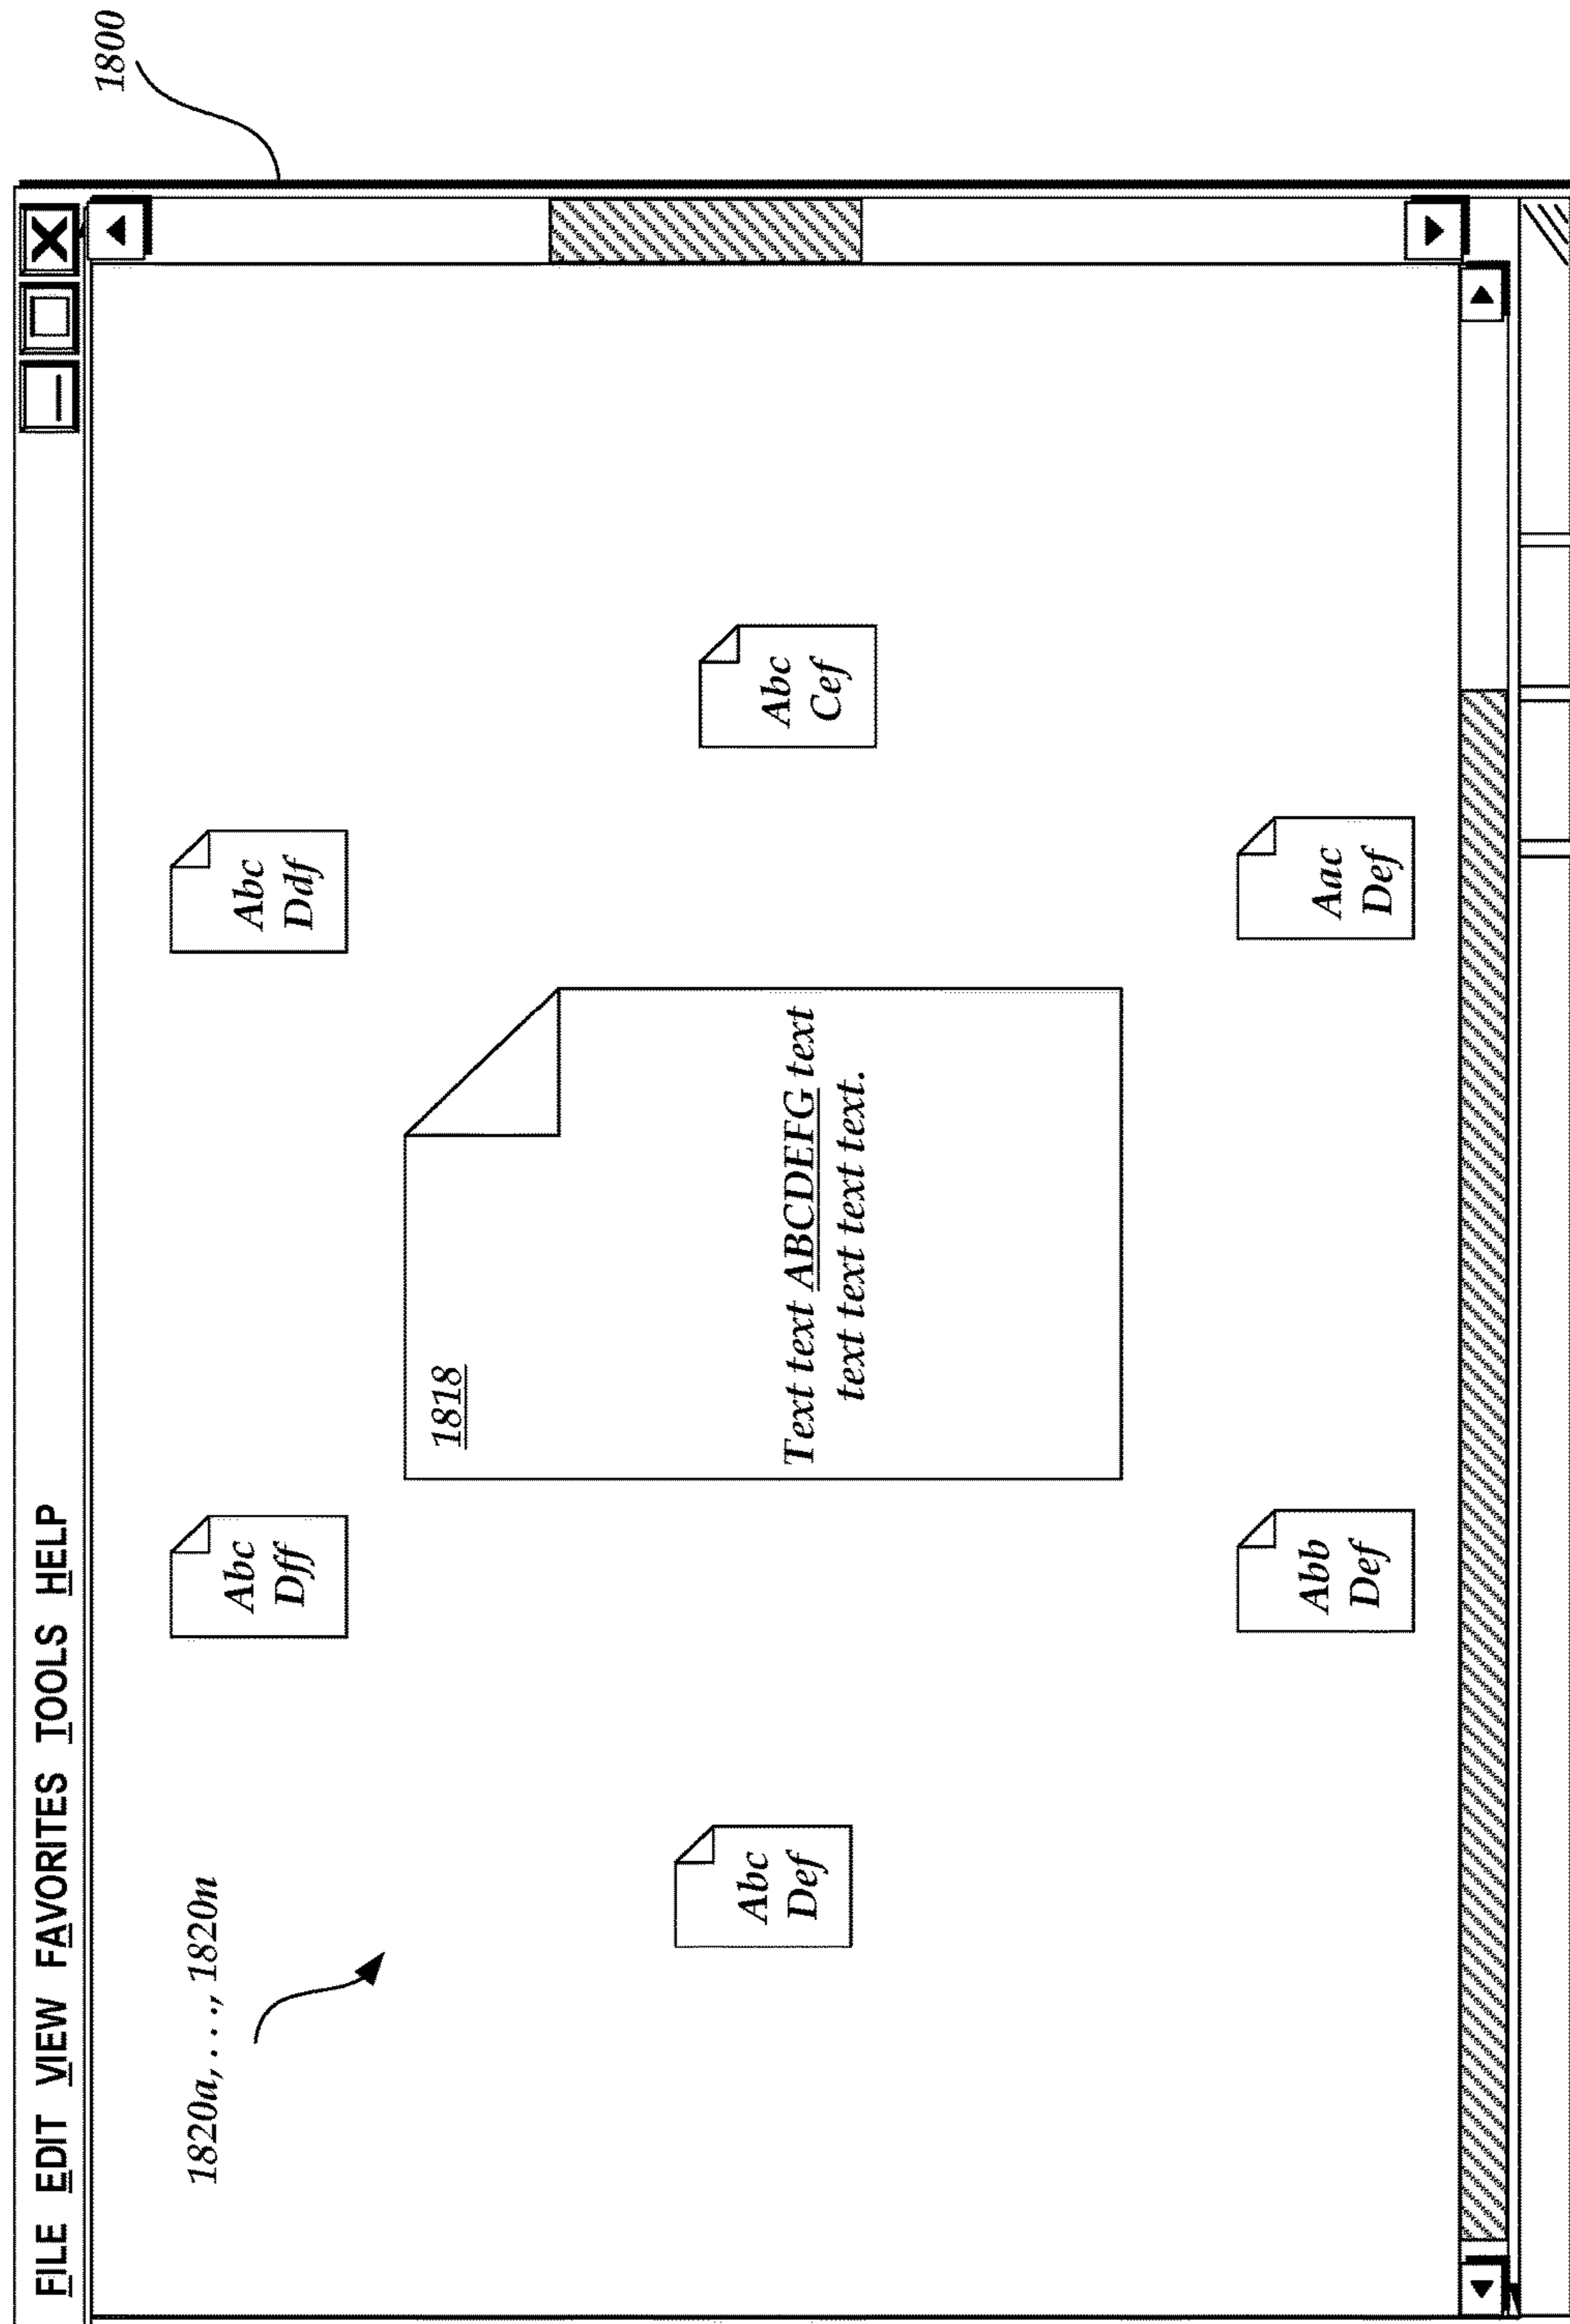 1800
FILE EDIT VIEW FAVORITES TOOLS HELP
1820a, . . ., 1820n
Abc
Dff
Abc
Ddf
Abc
Def
1818
Text text ABCDEFG text
text text text text.
Abc
Cef
Abb
Def
Aac
Def